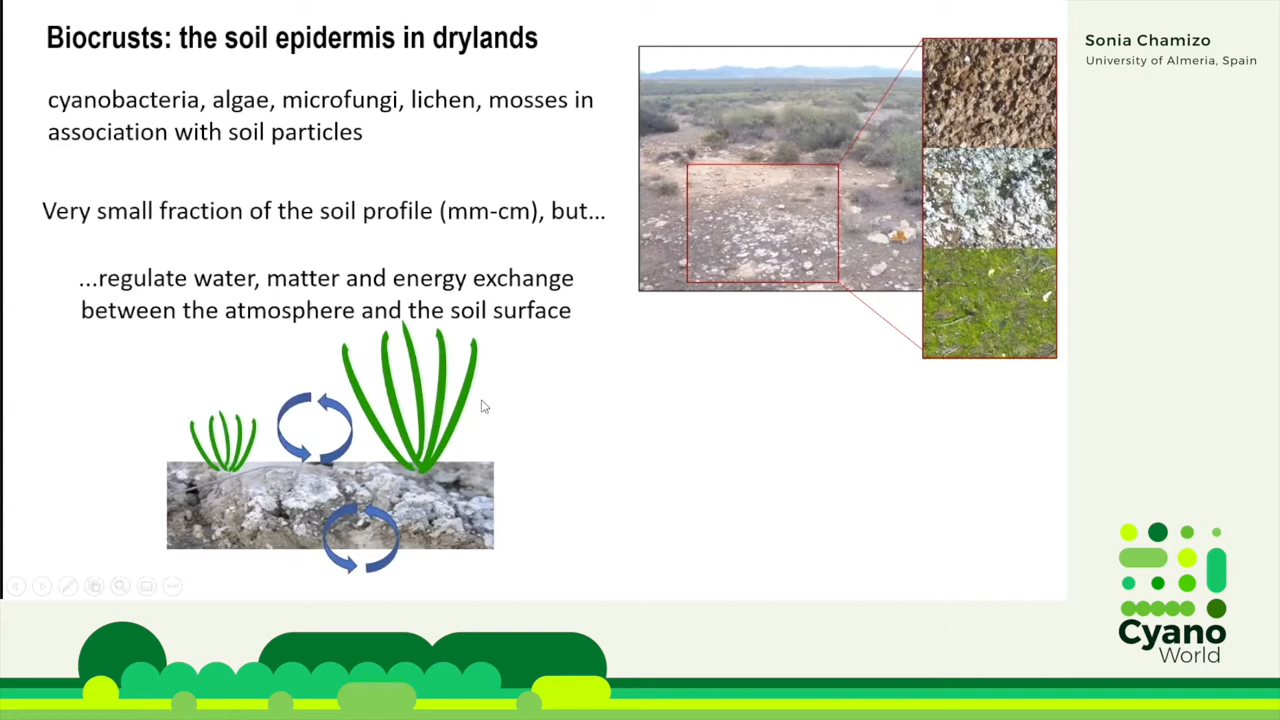 Biocrusts: the soil epidermis in drylands
cyanobacteria, algae, microfungi, lichen, mosses in
association with soil particles
Very small fraction of the soil profile (mm-cm), but...
...regulate water, matter and energy exchange
between the atmosphere and the soil surface
Sonia Chamizo
University of Almeria, Spain
Cyano
World